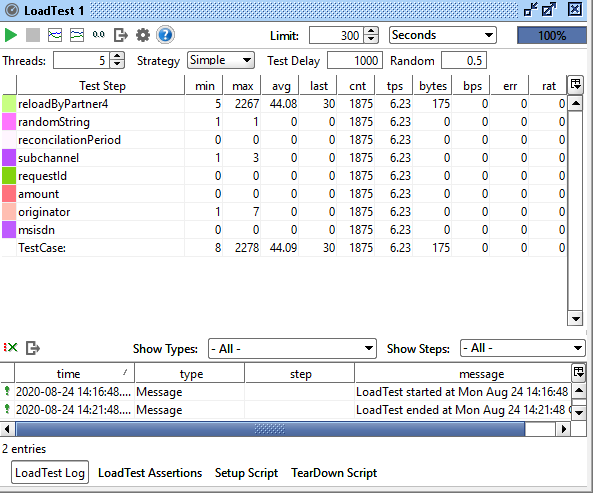 LoadTest 1
0.0 ? Limit: 300 Seconds 100%
Threads: 5 Strategy Simple Test Delay 1000 Random 0.5
Test Step min max avg last cnt tps bytes bps err rat
reloadByPartner4 5 2267 44.08 30 1875 6.23 175 0 0 0
randomString 1 1 0 0 1875 6.23 0 0 0 0
reconcilationPeriod 0 0 0 0 1875 6.23 0 0 0 0
subchannel 1 3 0 0 1875 6.23 0 0 0 0
requestId 0 0 0 0 1875 6.23 0 0 0 0
amount 0 0 0 0 1875 6.23 0 0 0 0
originator 1 7 0 0 1875 6.23 0 0 0 0
msisdn 0 0 0 0 1875 6.23 0 0 0 0
TestCase: 8 2278 44.09 30 1875 6.23 175 0 0 0
Show Types: - All - Show Steps: - All -
time type step message
2020-08-24 14:16:48.... Message LoadTest started at Mon Aug 24 14:16:48
2020-08-24 14:21:48.... Message LoadTest ended at Mon Aug 24 14:21:48
2 entries
LoadTest Log LoadTest Assertions Setup Script TearDown Script